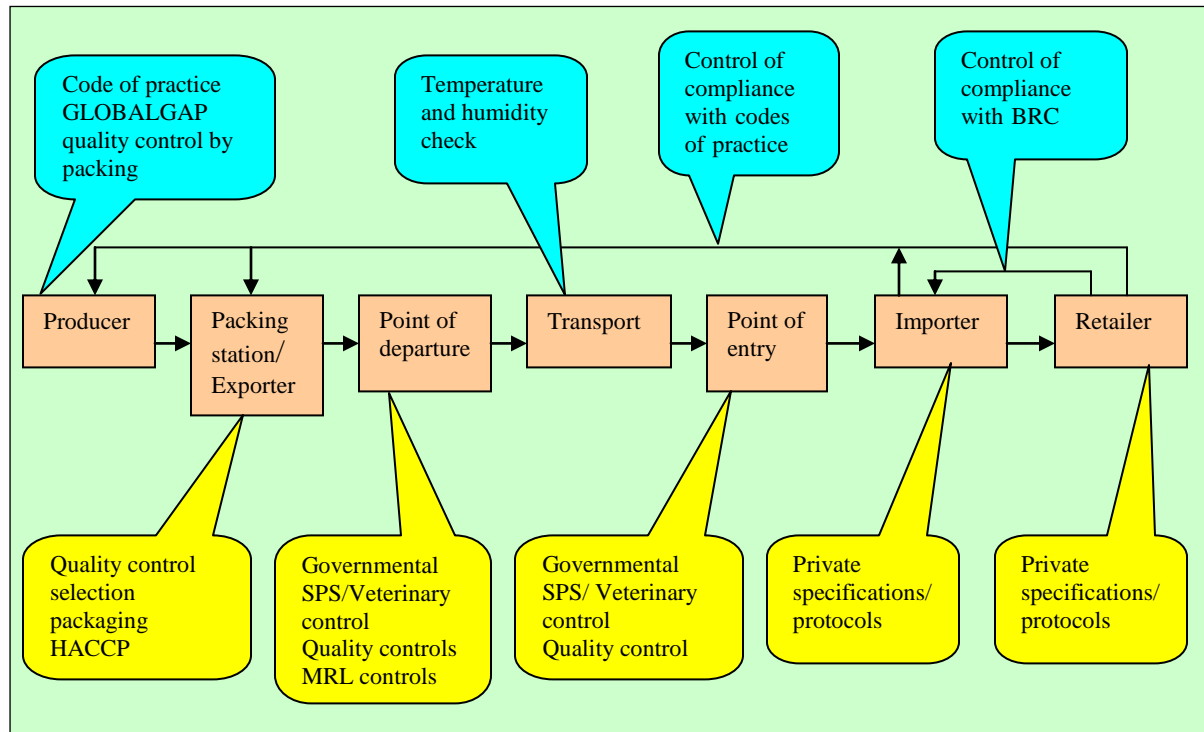 Code of practice
GLOBALGAP
quality control by
packing
Temperature
and humidity
check
Control of
compliance
with codes
of practice
Control of
compliance
with BRC
Producer
Packing
station/
Exporter
Point of
departure
Transport
Point of
entry
Importer
Retailer
Quality control
selection
packaging
HACCP
Governmental
SPS/Veterinary
control
Quality controls
MRL controls
Governmental
SPS/ Veterinary
control
Quality control
Private
specifications/
protocols
Private
specifications/
protocols